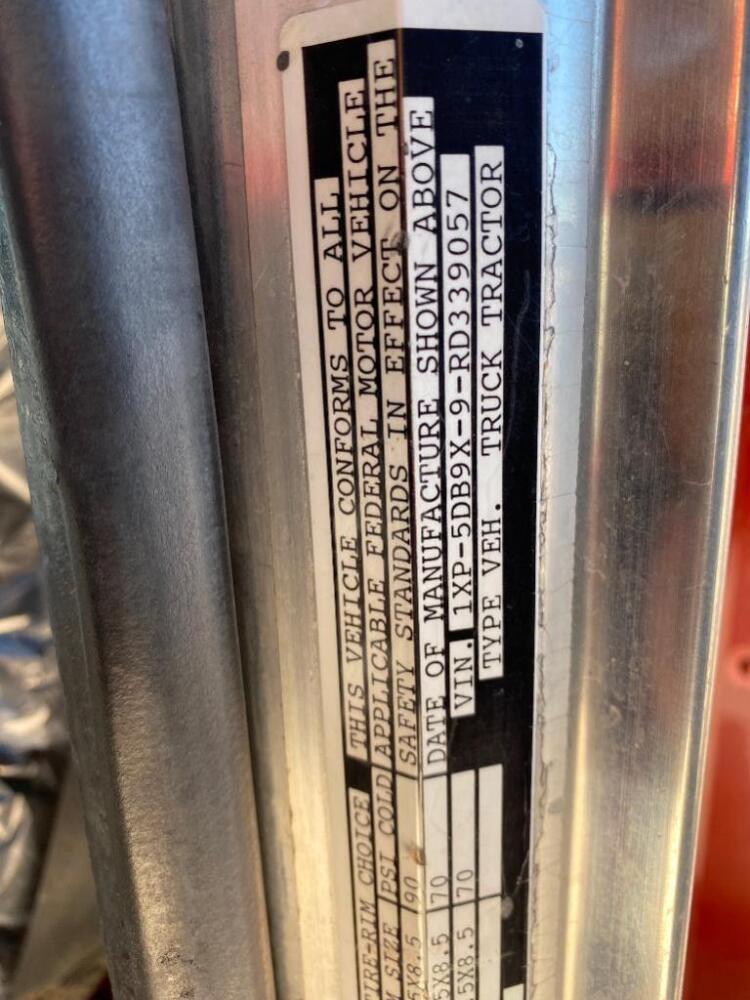 THIS VEHICLE CONFORMS TO ALL
APPLICABLE FEDERAL MOTOR VEHICLE
SAFETY STANDARDS IN EFFECT ON THE
DATE OF MANUFACTURE SHOWN ABOVE
VIN. 1XP-5DB9X-9-RD339057
TYPE VEH. TRUCK TRACTOR
TIRE-RIM CHOICE
M SIZE PSI COLD
5X8.5 90
5X8.5 70
.5X8.5 70